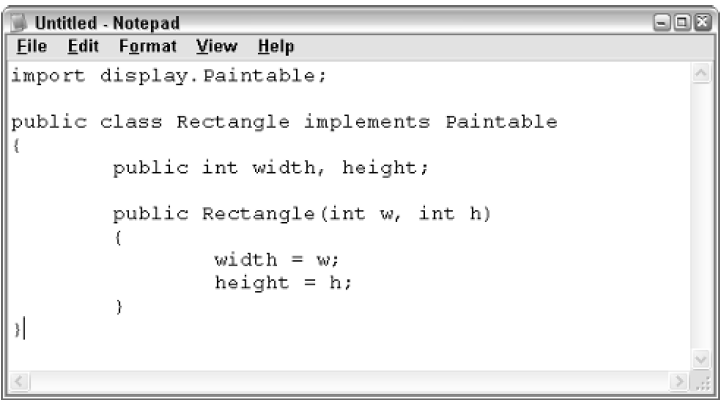 Untitled - Notepad
File Edit Format View Help
import display.Paintable;
public class Rectangle implements Paintable
{
public int width, height;
public Rectangle(int w, int h)
{
width = w;
height = h;
}
}